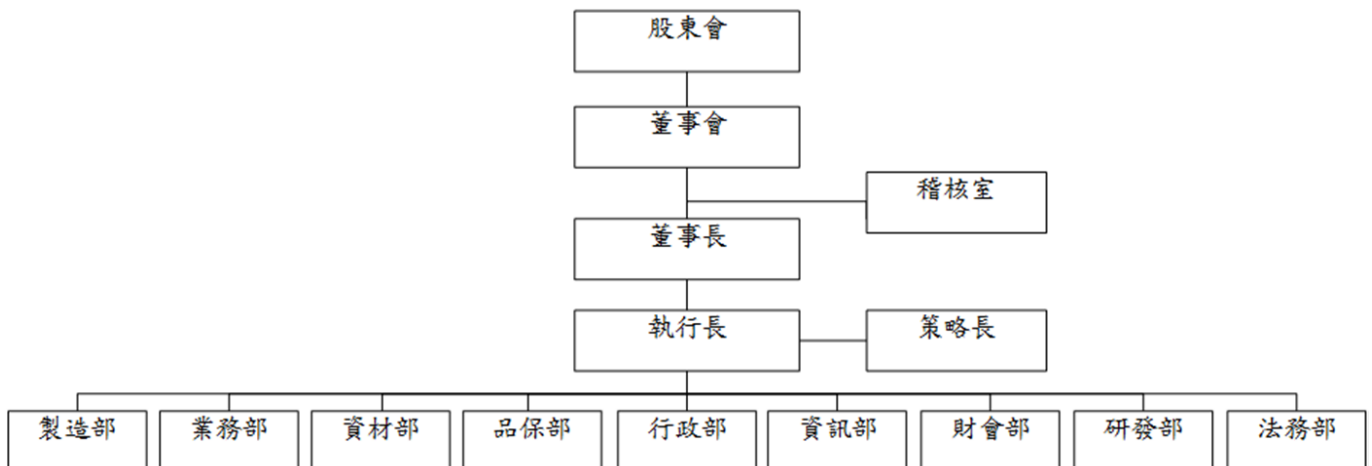 股東會
董事會
稽核室
董事長
執行長
策略長
製造部
業務部
資材部
品保部
行政部
資訊部
財會部
研發部
法務部